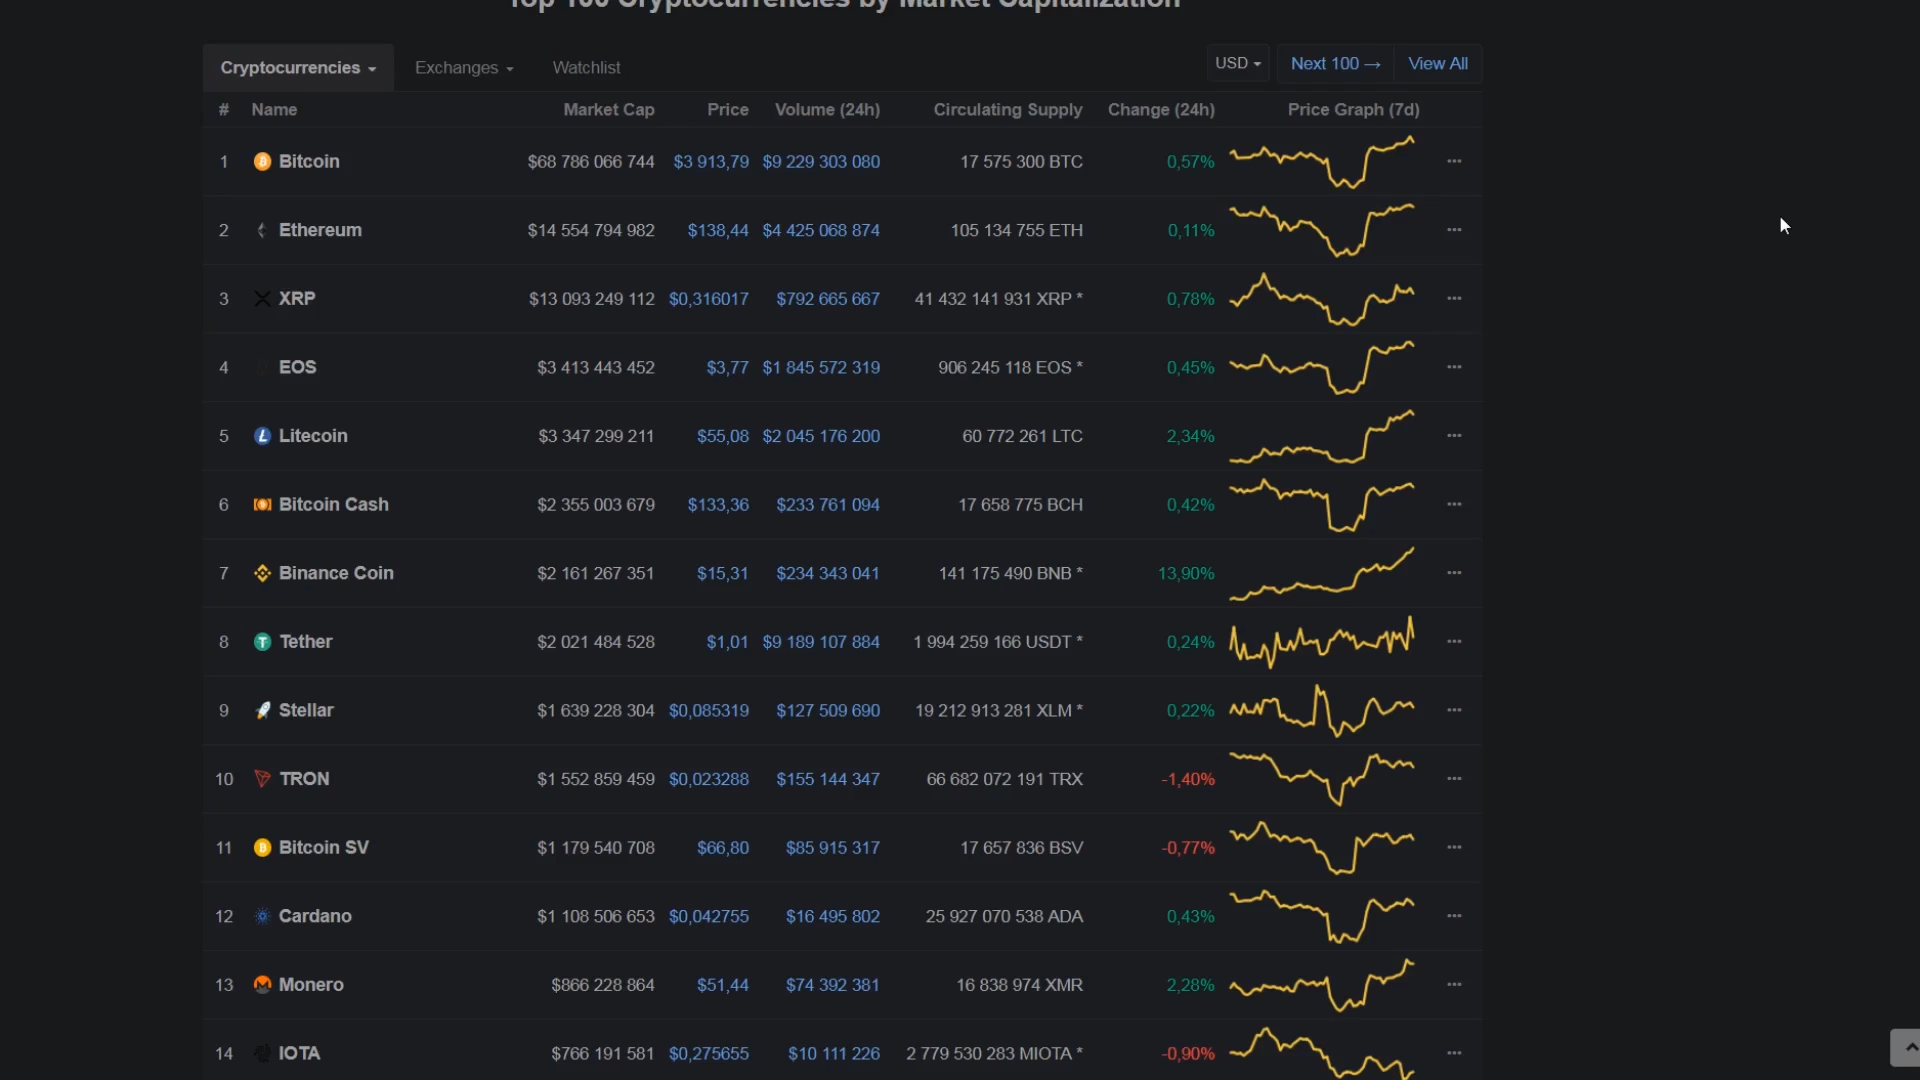 Top 100 Cryptocurrencies by Market Capitalization
Cryptocurrencies Exchanges Watchlist USD Next 100 → View All
# Name Market Cap Price Volume (24h) Circulating Supply Change (24h) Price Graph (7d)
1 Bitcoin $68 786 066 744 $3 913,79 $9 229 303 080 17 575 300 BTC 0,57%
2 Ethereum $14 554 794 982 $138,44 $4 425 068 874 105 134 755 ETH 0,11%
3 XRP $13 093 249 112 $0,316017 $792 665 667 41 432 141 931 XRP * 0,78%
4 EOS $3 413 443 452 $3,77 $1 845 572 319 906 245 118 EOS * 0,45%
5 Litecoin $3 347 299 211 $55,08 $2 045 176 200 60 772 261 LTC 2,34%
6 Bitcoin Cash $2 355 003 679 $133,36 $233 761 094 17 658 775 BCH 0,42%
7 Binance Coin $2 161 267 351 $15,31 $234 343 041 141 175 490 BNB * 13,90%
8 Tether $2 021 484 528 $1,01 $9 189 107 884 1 994 259 166 USDT * 0,24%
9 Stellar $1 639 228 304 $0,085319 $127 509 690 19 212 913 281 XLM * 0,22%
10 TRON $1 552 859 459 $0,023288 $155 144 347 66 682 072 191 TRX -1,40%
11 Bitcoin SV $1 179 540 708 $66,80 $85 915 317 17 657 836 BSV -0,77%
12 Cardano $1 108 506 653 $0,042755 $16 495 802 25 927 070 538 ADA 0,43%
13 Monero $866 228 864 $51,44 $74 392 381 16 838 974 XMR 2,28%
14 IOTA $766 191 581 $0,275655 $10 111 226 2 779 530 283 MIOTA * -0,90%